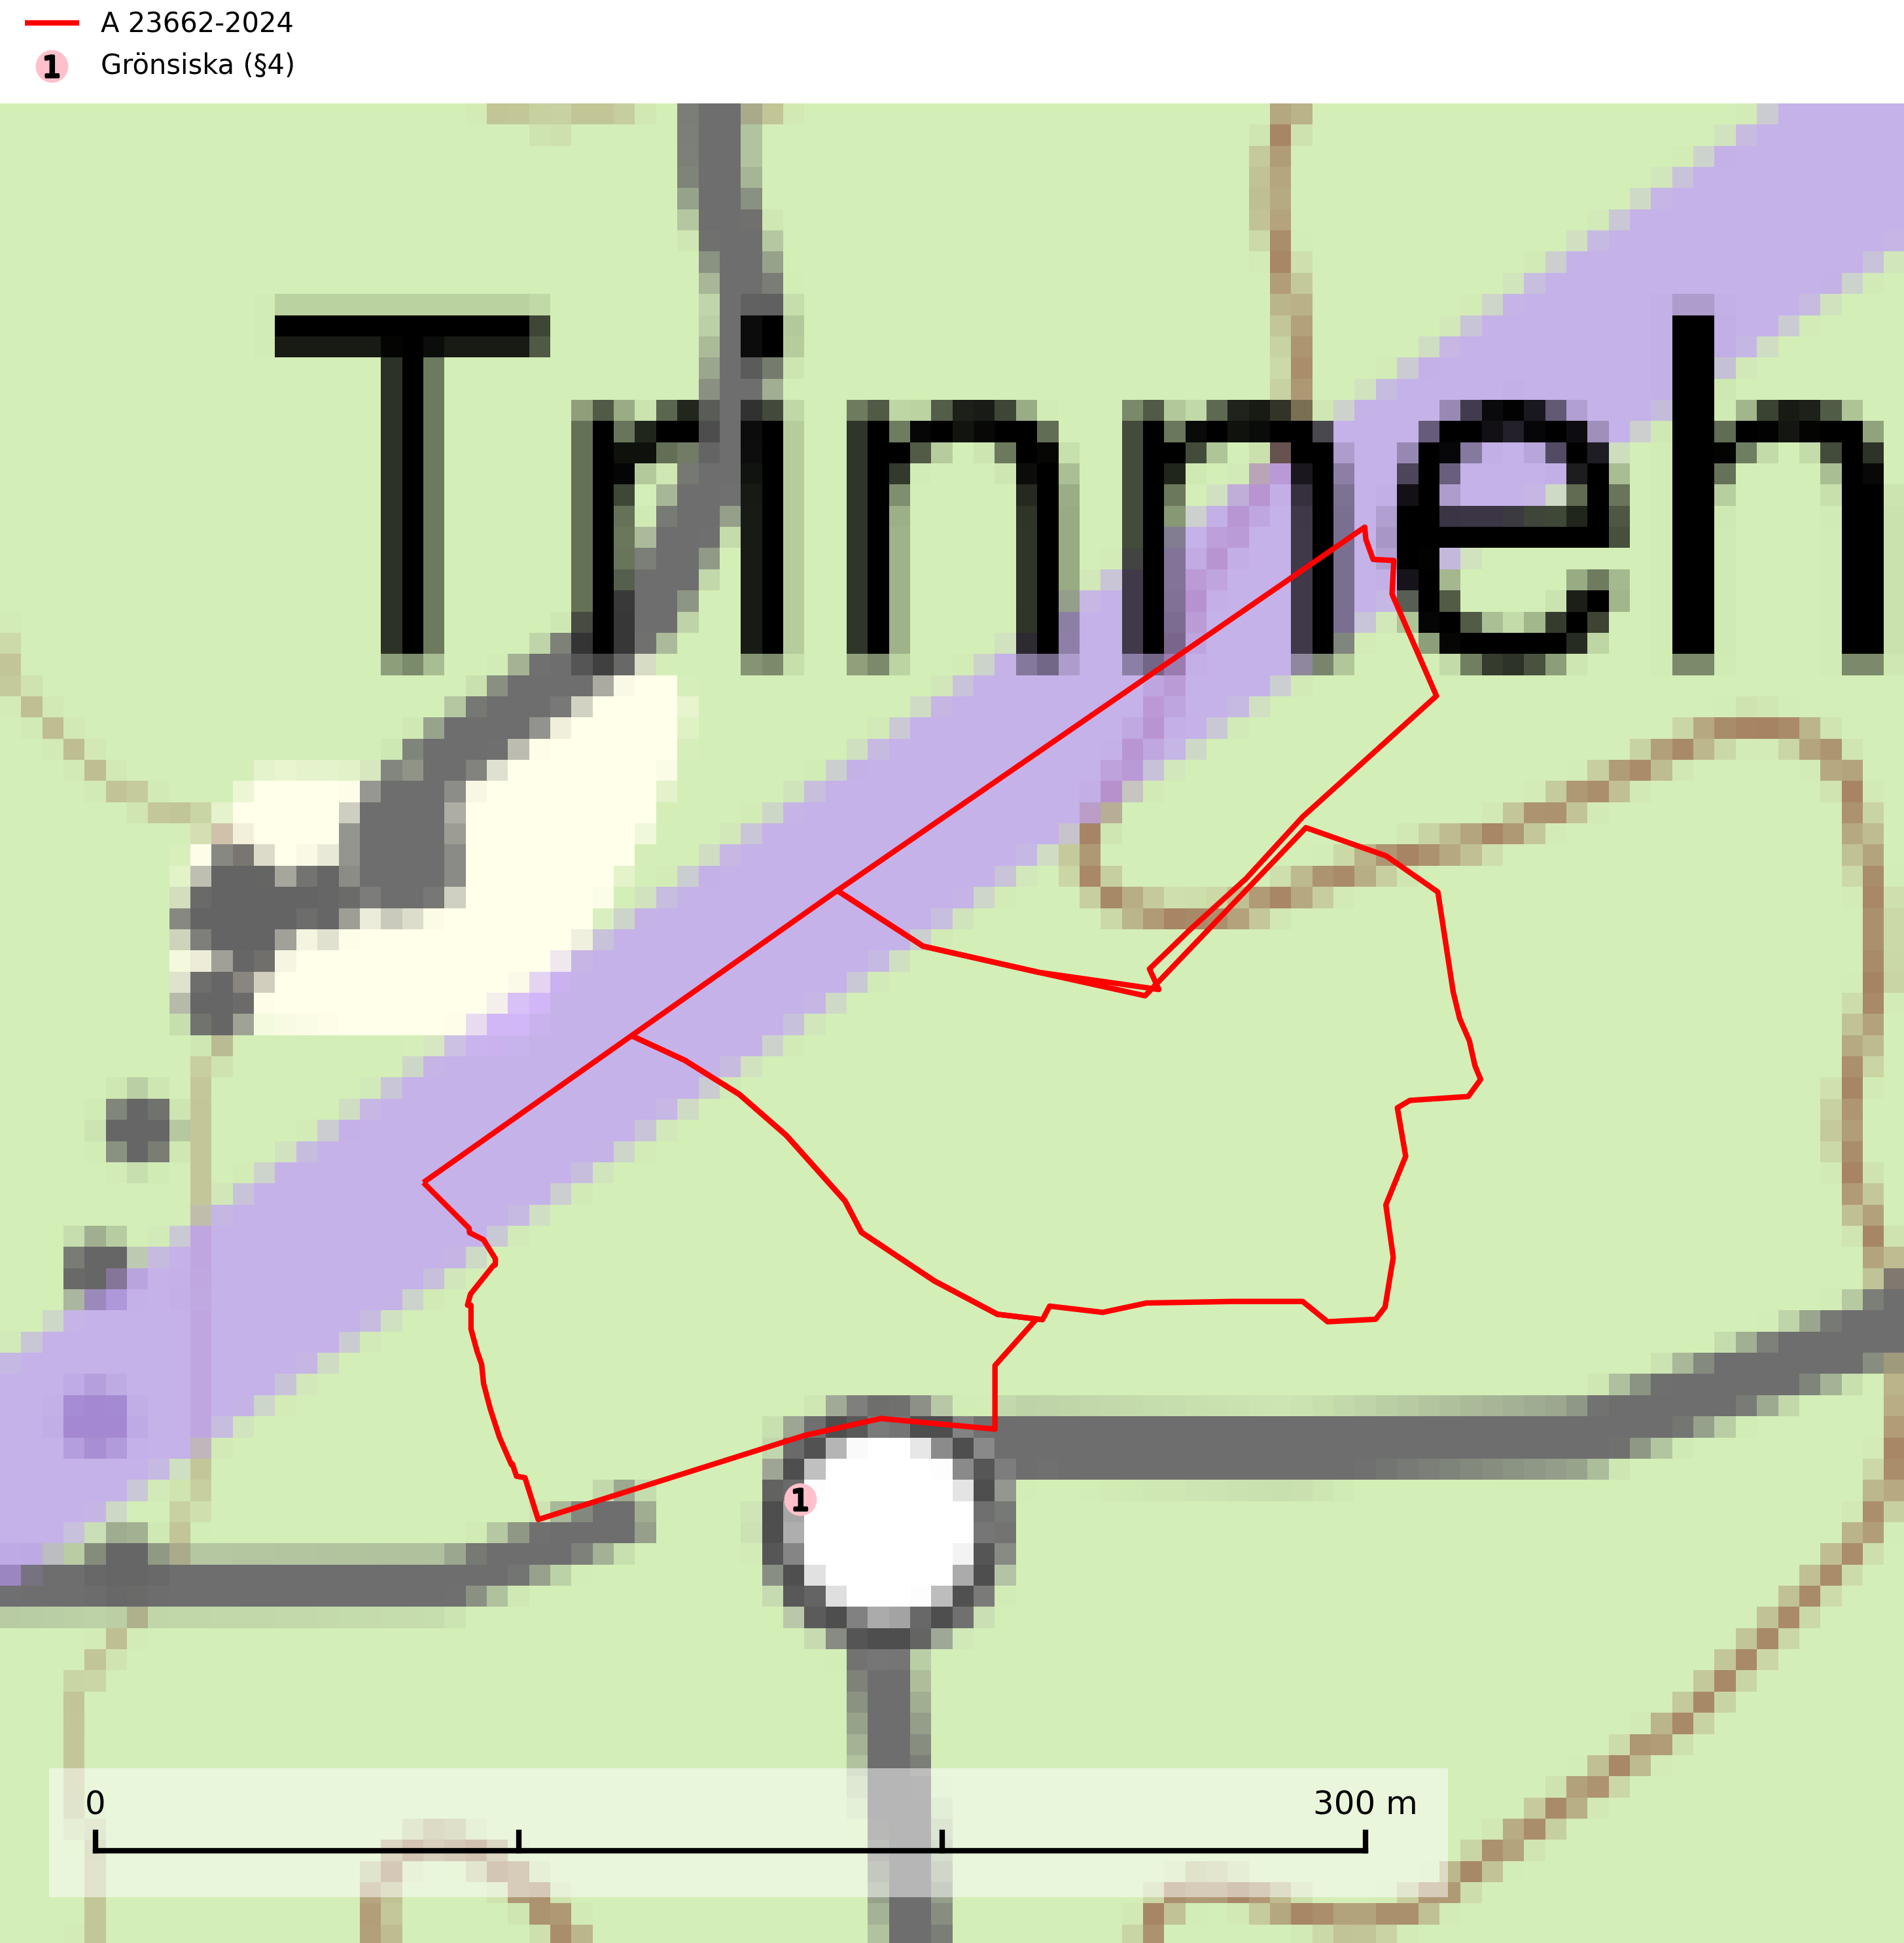 A 23662-2024
1 Grönsiska (§4)
Trinneh
1
0 300 m